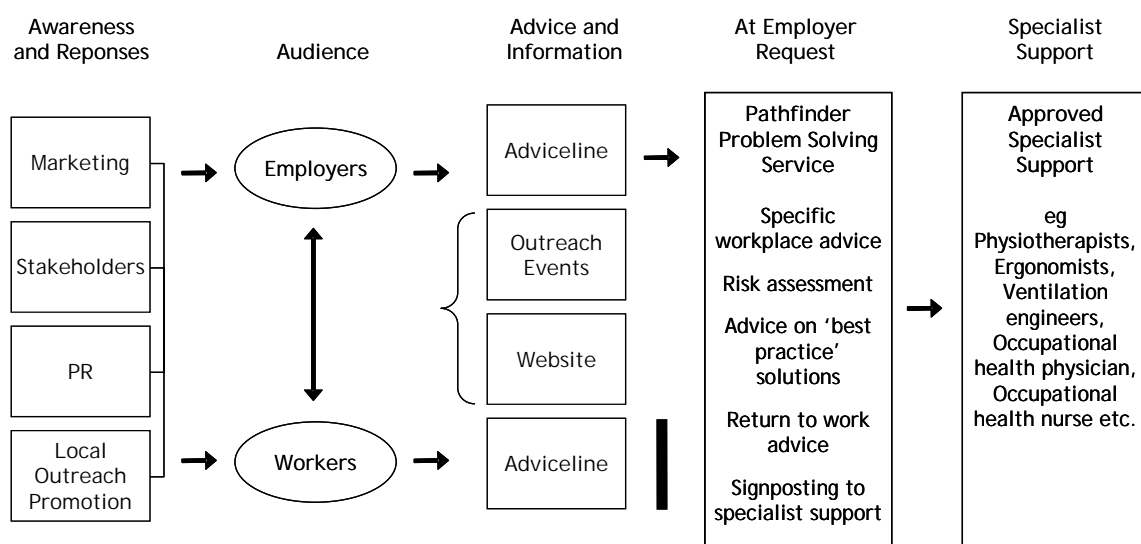 Awareness
and Reponses
Audience
Advice and
Information
At Employer
Request
Specialist
Support
Marketing
Stakeholders
PR
Local
Outreach
Promotion
Employers
Workers
Adviceline
Outreach
Events
Website
Adviceline
Pathfinder
Problem Solving
Service
Specific
workplace advice
Risk assessment
Advice on ‘best
practice’
solutions
Return to work
advice
Signposting to
specialist support
Approved
Specialist
Support
eg
Physiotherapists,
Ergonomists,
Ventilation
engineers,
Occupational
health physician,
Occupational
health nurse etc.